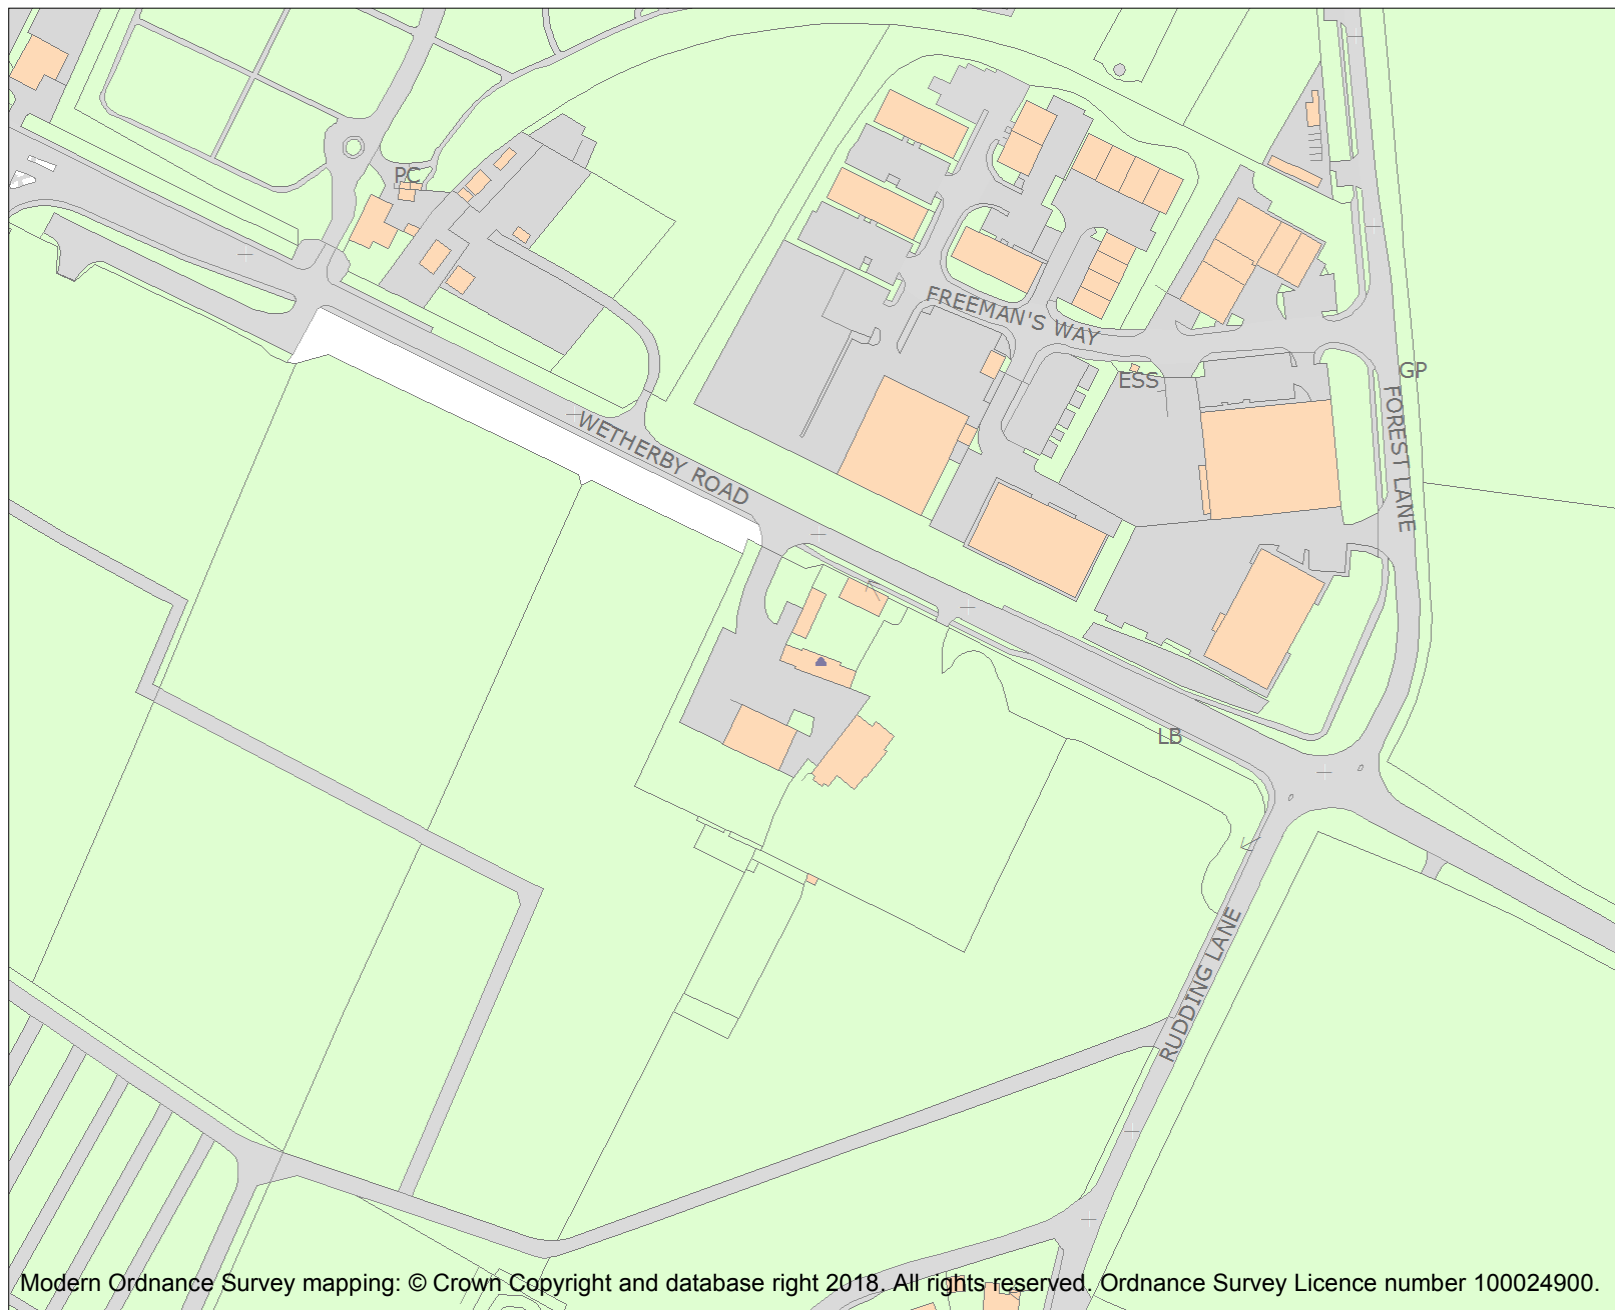 PC
FREEMAN'S WAY
ESS
GP
FOREST LANE
WETHERBY ROAD
LB
RUDDING LANE
Modern Ordnance Survey mapping: © Crown Copyright and database right 2018. All rights reserved. Ordnance Survey Licence number 100024900.